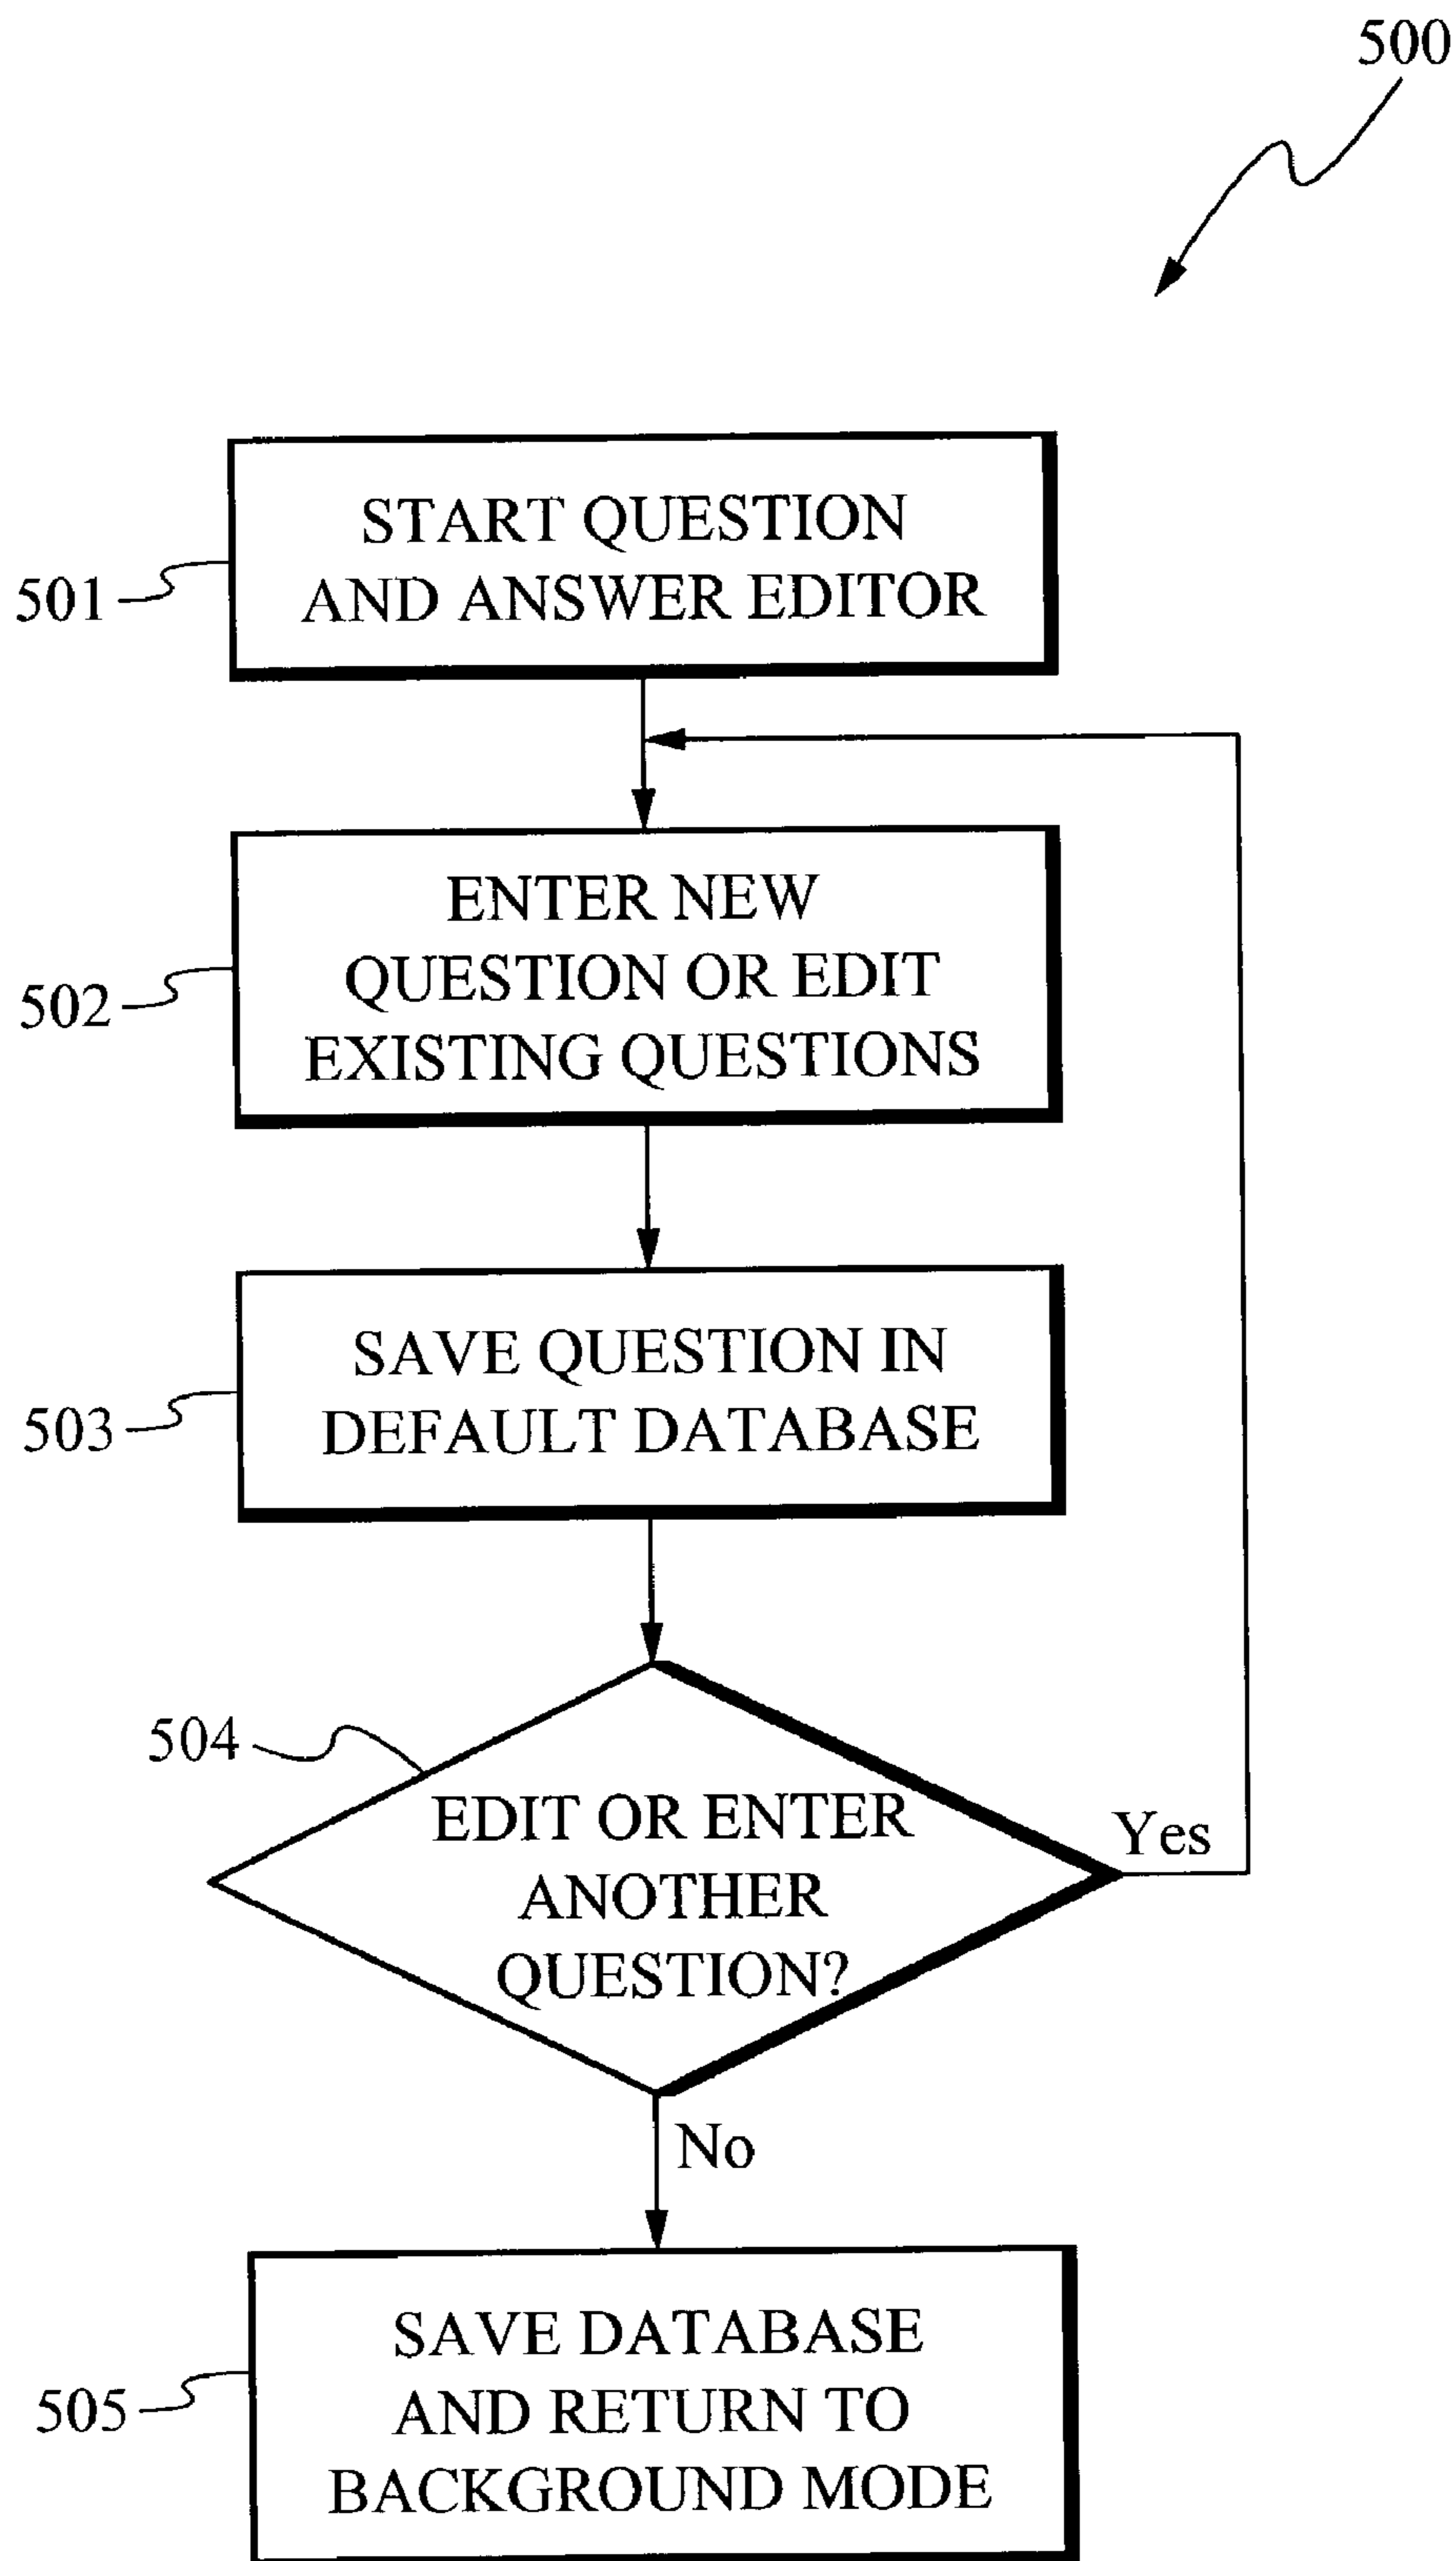 500
START QUESTION
AND ANSWER EDITOR
501
ENTER NEW
QUESTION OR EDIT
EXISTING QUESTIONS
502
SAVE QUESTION IN
DEFAULT DATABASE
503
504
EDIT OR ENTER
ANOTHER
QUESTION?
Yes
No
SAVE DATABASE
AND RETURN TO
BACKGROUND MODE
505